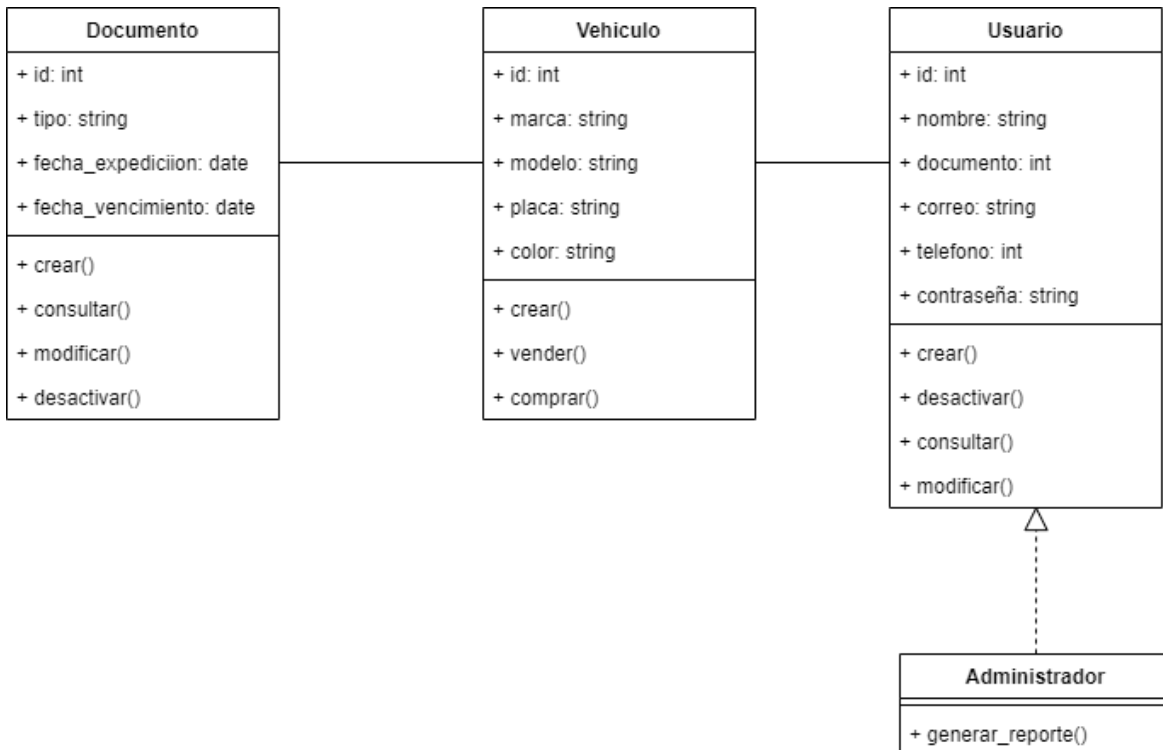 Documento
+ id: int
+ tipo: string
+ fecha_expediciion: date
+ fecha_vencimiento: date
+ crear()
+ consultar()
+ modificar()
+ desactivar()
Vehiculo
+ id: int
+ marca: string
+ modelo: string
+ placa: string
+ color: string
+ crear()
+ vender()
+ comprar()
Usuario
+ id: int
+ nombre: string
+ documento: int
+ correo: string
+ telefono: int
+ contraseña: string
+ crear()
+ desactivar()
+ consultar()
+ modificar()
Administrador
+ generar_reporte()